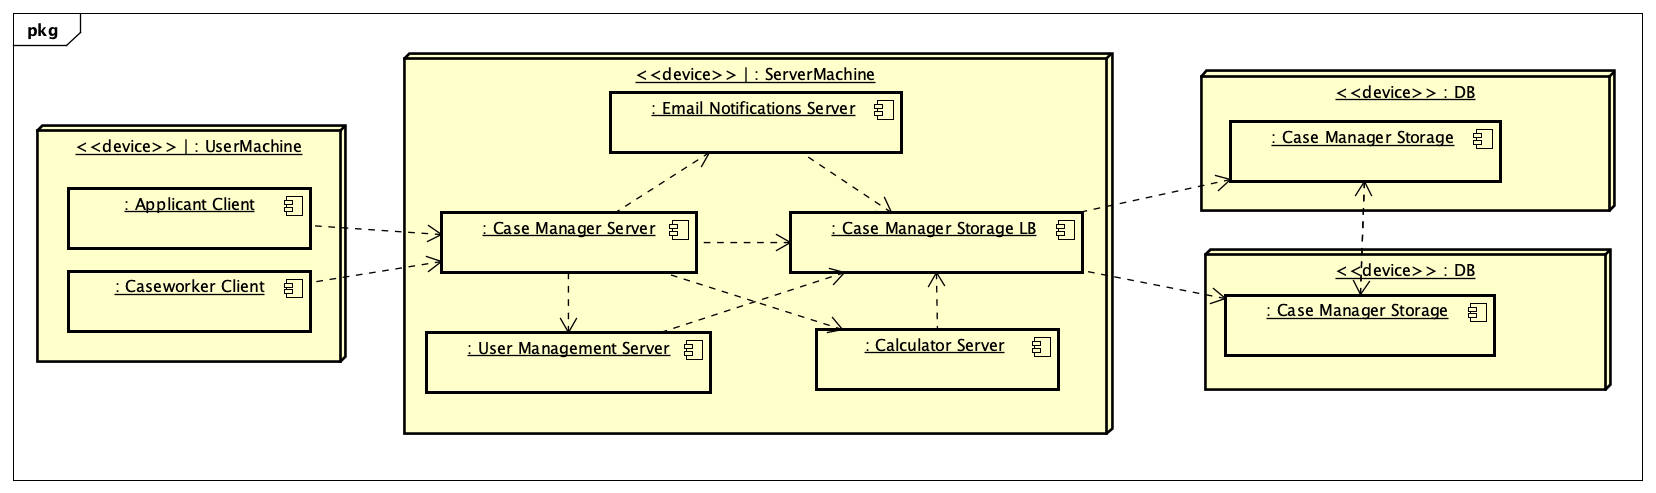 pkg
<<device>> | : UserMachine
: Applicant Client
: Caseworker Client
<<device>> | : ServerMachine
: Email Notifications Server
: Case Manager Server
: Case Manager Storage LB
: User Management Server
: Calculator Server
<<device>> : DB
: Case Manager Storage
<<device>> : DB
: Case Manager Storage